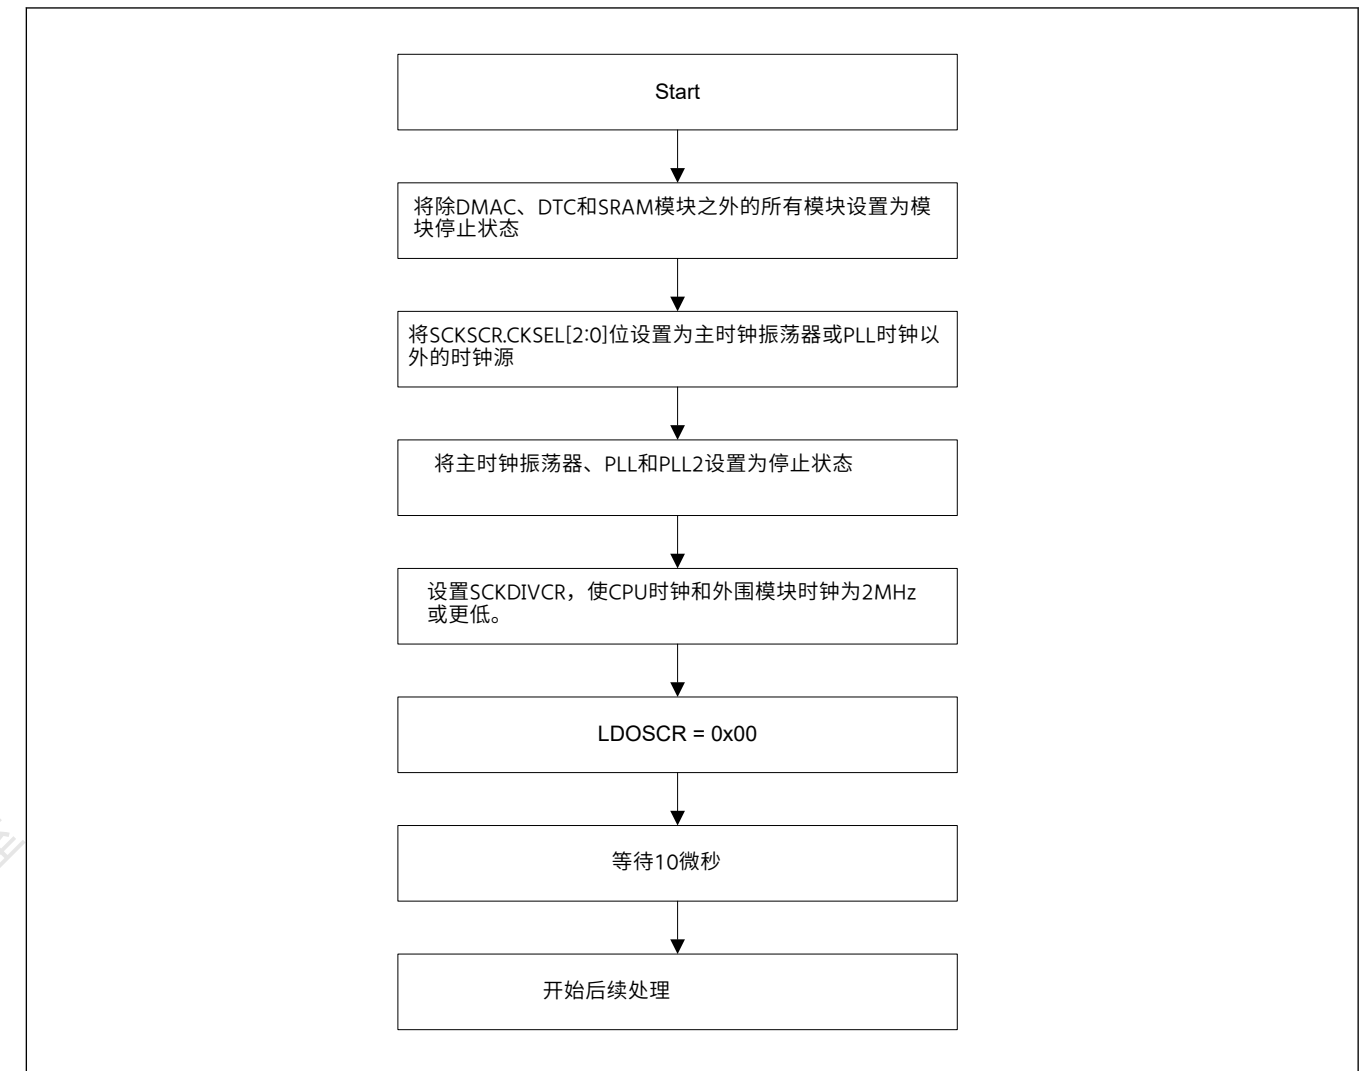 Start
将除DMAC、DTC和SRAM模块之外的所有模块设置为模
块停止状态
将SCKSCR.CKSEL[2:0]位设置为主时钟振荡器或PLL时钟以
外的时钟源
将主时钟振荡器、PLL和PLL2设置为停止状态
设置SCKDIVCR，使CPU时钟和外围模块时钟为2MHz
或更低。
LDOSCR = 0x00
等待10微秒
开始后续处理